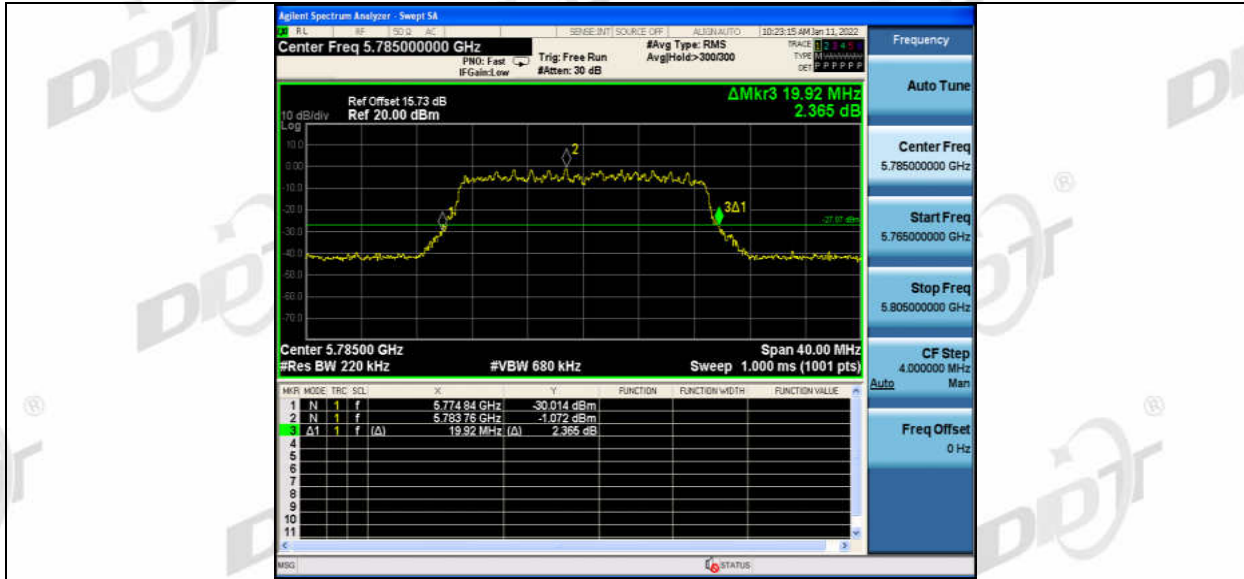 Agilent Spectrum Analyzer - Swept SA
RL RF 50 Ω AC SENSE:INT SOURCE OFF ALIGN AUTO 10:23:15 AM Jan 11, 2022
Center Freq 5.785000000 GHz
PNO: Fast
IFGain:Low
Trig: Free Run
#Atten: 30 dB
#Avg Type: RMS
Avg|Hold:>300/300
TRACE 1 2 3 4 5 6
TYPE
DET P P P P P P
ΔMkr3 19.92 MHz
2.365 dB
Ref Offset 15.73 dB
10 dB/div Ref 20.00 dBm
Log
10.0
0.00
-10.0
-20.0
-30.0
-40.0
-50.0
-60.0
-70.0
1
2
3Δ1
-27.07 dBm
Center 5.78500 GHz Span 40.00 MHz
#Res BW 220 kHz #VBW 680 kHz Sweep 1.000 ms (1001 pts)
MKR MODE TRC SCL X Y FUNCTION FUNCTION WIDTH FUNCTION VALUE
1 N 1 f 5.774 84 GHz -30.014 dBm
2 N 1 f 5.783 76 GHz -1.072 dBm
3 Δ1 1 f (Δ) 19.92 MHz (Δ) 2.365 dB
4
5
6
7
8
9
10
11
MSG STATUS
Frequency
Auto Tune
Center Freq
5.785000000 GHz
Start Freq
5.765000000 GHz
Stop Freq
5.805000000 GHz
CF Step
4.000000 MHz
Auto Man
Freq Offset
0 Hz
DDT
®